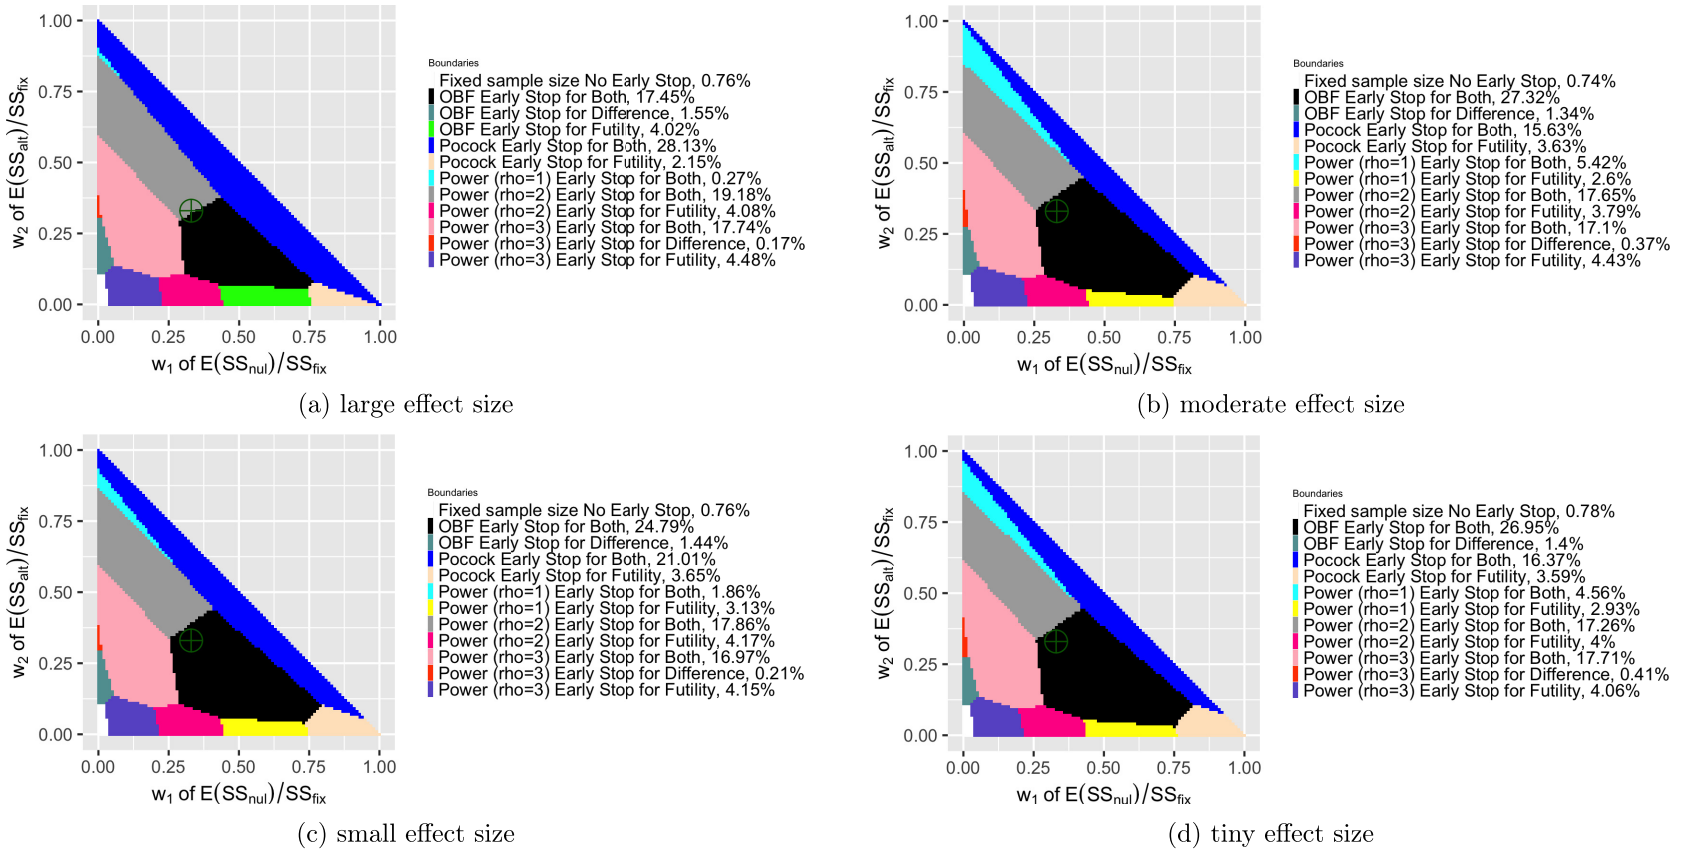 1.00
0.75
0.50
0.25
0.00
w2 of E(SSalt)/SSfix
0.00 0.25 0.50 0.75 1.00
w1 of E(SSnul)/SSfix
Boundaries
Fixed sample size No Early Stop, 0.76%
OBF Early Stop for Both, 17.45%
OBF Early Stop for Difference, 1.55%
OBF Early Stop for Futility, 4.02%
Pocock Early Stop for Both, 28.13%
Pocock Early Stop for Futility, 2.15%
Power (rho=1) Early Stop for Both, 0.27%
Power (rho=2) Early Stop for Both, 19.18%
Power (rho=2) Early Stop for Futility, 4.08%
Power (rho=3) Early Stop for Both, 17.74%
Power (rho=3) Early Stop for Difference, 0.17%
Power (rho=3) Early Stop for Futility, 4.48%
(a) large effect size
1.00
0.75
0.50
0.25
0.00
w2 of E(SSalt)/SSfix
0.00 0.25 0.50 0.75 1.00
w1 of E(SSnul)/SSfix
Boundaries
Fixed sample size No Early Stop, 0.74%
OBF Early Stop for Both, 27.32%
OBF Early Stop for Difference, 1.34%
Pocock Early Stop for Both, 15.63%
Pocock Early Stop for Futility, 3.63%
Power (rho=1) Early Stop for Both, 5.42%
Power (rho=1) Early Stop for Futility, 2.6%
Power (rho=2) Early Stop for Both, 17.65%
Power (rho=2) Early Stop for Futility, 3.79%
Power (rho=3) Early Stop for Both, 17.1%
Power (rho=3) Early Stop for Difference, 0.37%
Power (rho=3) Early Stop for Futility, 4.43%
(b) moderate effect size
1.00
0.75
0.50
0.25
0.00
w2 of E(SSalt)/SSfix
0.00 0.25 0.50 0.75 1.00
w1 of E(SSnul)/SSfix
Boundaries
Fixed sample size No Early Stop, 0.76%
OBF Early Stop for Both, 24.79%
OBF Early Stop for Difference, 1.44%
Pocock Early Stop for Both, 21.01%
Pocock Early Stop for Futility, 3.65%
Power (rho=1) Early Stop for Both, 1.86%
Power (rho=1) Early Stop for Futility, 3.13%
Power (rho=2) Early Stop for Both, 17.86%
Power (rho=2) Early Stop for Futility, 4.17%
Power (rho=3) Early Stop for Both, 16.97%
Power (rho=3) Early Stop for Difference, 0.21%
Power (rho=3) Early Stop for Futility, 4.15%
(c) small effect size
1.00
0.75
0.50
0.25
0.00
w2 of E(SSalt)/SSfix
0.00 0.25 0.50 0.75 1.00
w1 of E(SSnul)/SSfix
Boundaries
Fixed sample size No Early Stop, 0.78%
OBF Early Stop for Both, 26.95%
OBF Early Stop for Difference, 1.4%
Pocock Early Stop for Both, 16.37%
Pocock Early Stop for Futility, 3.59%
Power (rho=1) Early Stop for Both, 4.56%
Power (rho=1) Early Stop for Futility, 2.93%
Power (rho=2) Early Stop for Both, 17.26%
Power (rho=2) Early Stop for Futility, 4%
Power (rho=3) Early Stop for Both, 17.71%
Power (rho=3) Early Stop for Difference, 0.41%
Power (rho=3) Early Stop for Futility, 4.06%
(d) tiny effect size